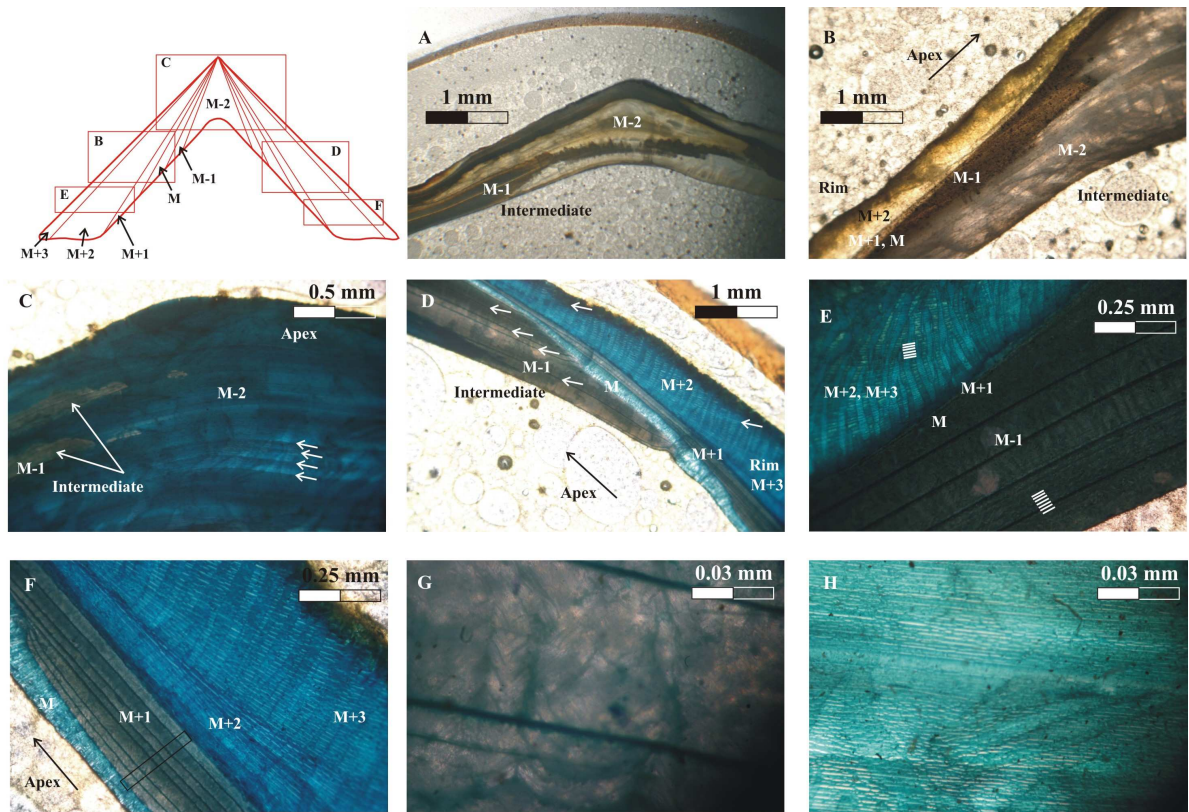 C
M-2
B
D
M-1
E
M
F
M+3
M+2
M+1
A
1 mm
M-2
M-1
Intermediate
B
Apex
1 mm
M-2
M-1
Rim
M+2
Intermediate
M+1, M
C
0.5 mm
Apex
M-2
M-1
Intermediate
D
1 mm
M-1
M
M+2
Intermediate
M+1
Rim
M+3
Apex
E
0.25 mm
M+2, M+3
M+1
M
M-1
F
0.25 mm
M
M+1
M+2
M+3
Apex
G
0.03 mm
H
0.03 mm